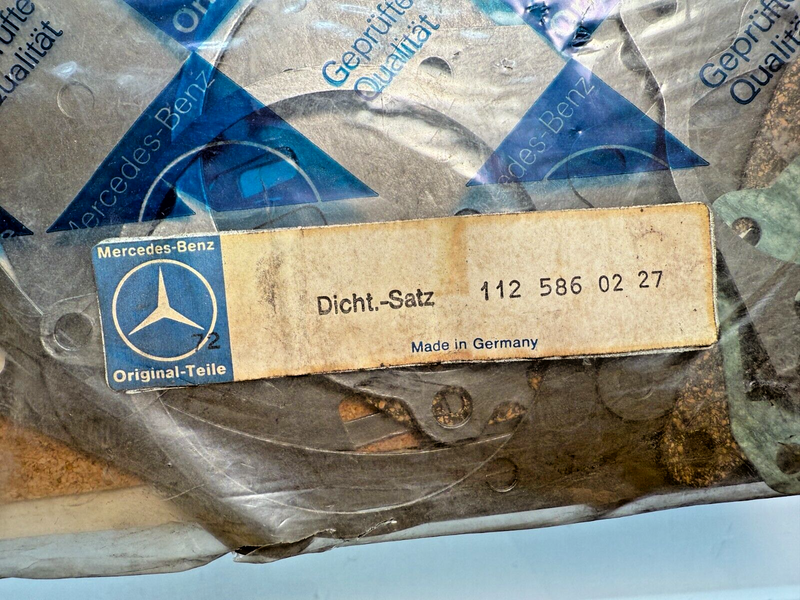 Geprüfte
Qualität
Geprüfte
Qualität
Mercedes-Benz
Mercedes-Benz
Mercedes-Benz
Dicht.-Satz 112 586 02 27
72
Made in Germany
Original-Teile